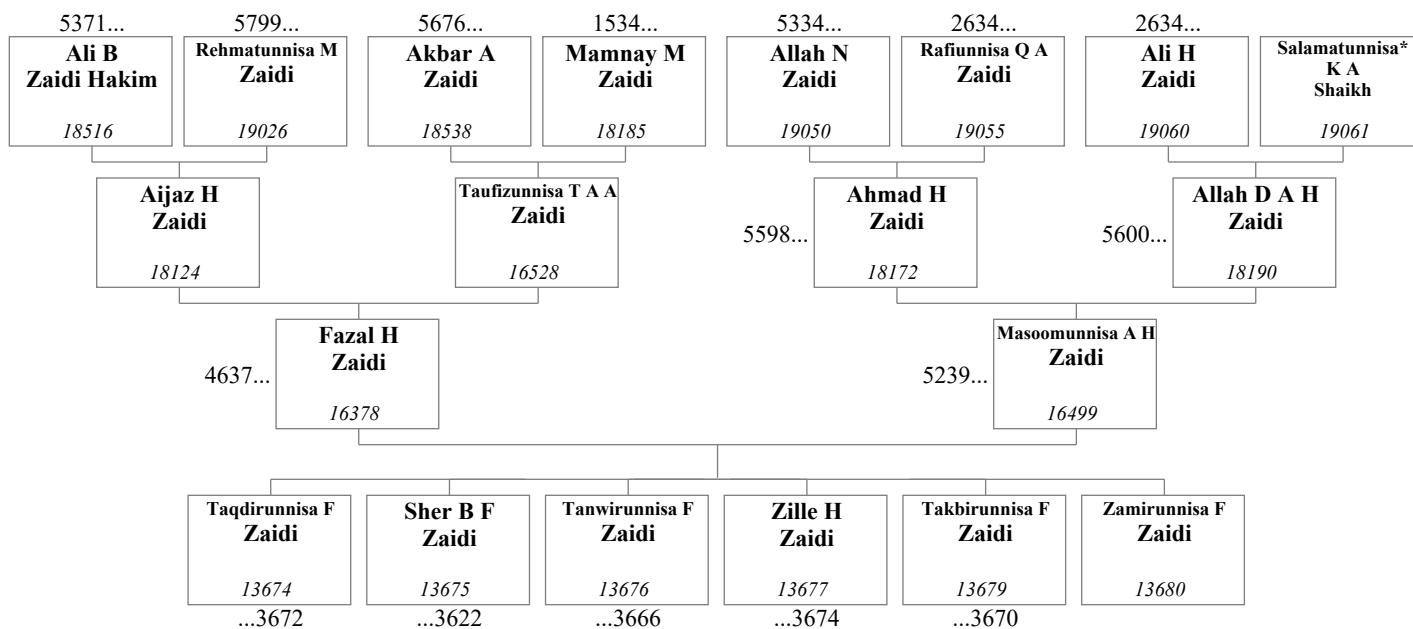 5371...
5799...
5676...
1534...
5334...
2634...
2634...
Ali B
Zaidi Hakim
18516
Rehmatunnisa M
Zaidi
19026
Akbar A
Zaidi
18538
Mamnay M
Zaidi
18185
Allah N
Zaidi
19050
Rafiunnisa Q A
Zaidi
19055
Ali H
Zaidi
19060
Salamatunnisa*
K A
Shaikh
19061
Aijaz H
Zaidi
18124
Taufizunnisa T A A
Zaidi
16528
5598...
Ahmad H
Zaidi
18172
5600...
Allah D A H
Zaidi
18190
4637...
Fazal H
Zaidi
16378
5239...
Masoomunnisa A H
Zaidi
16499
Taqdirunnisa F
Zaidi
13674
...3672
Sher B F
Zaidi
13675
...3622
Tanwirunnisa F
Zaidi
13676
...3666
Zille H
Zaidi
13677
...3674
Takbirunnisa F
Zaidi
13679
...3670
Zamirunnisa F
Zaidi
13680